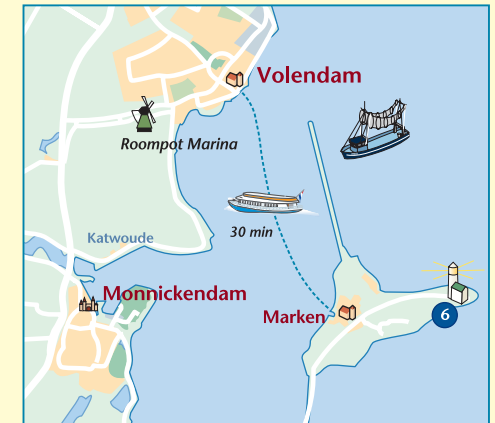 Volendam
Roompot Marina
30 min
Katwoude
Monnickendam
Marken
6